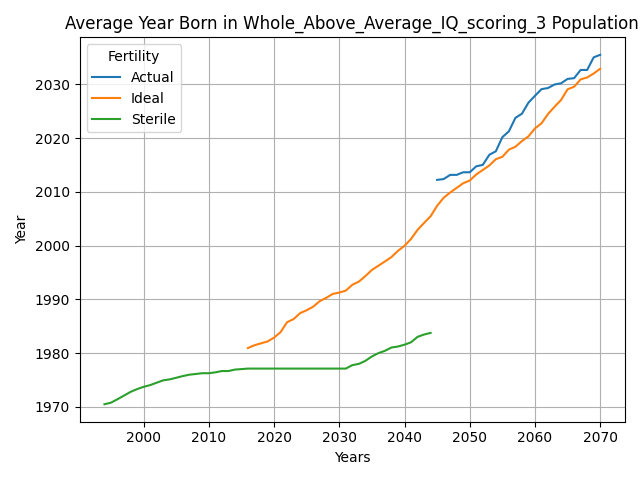 Average Year Born in Whole_Above_Average_IQ_scoring_3 Population
Fertility
Actual
Ideal
Sterile
2030
2020
2010
2000
1990
1980
1970
Year
2000
2010
2020
2030
2040
2050
2060
2070
Years